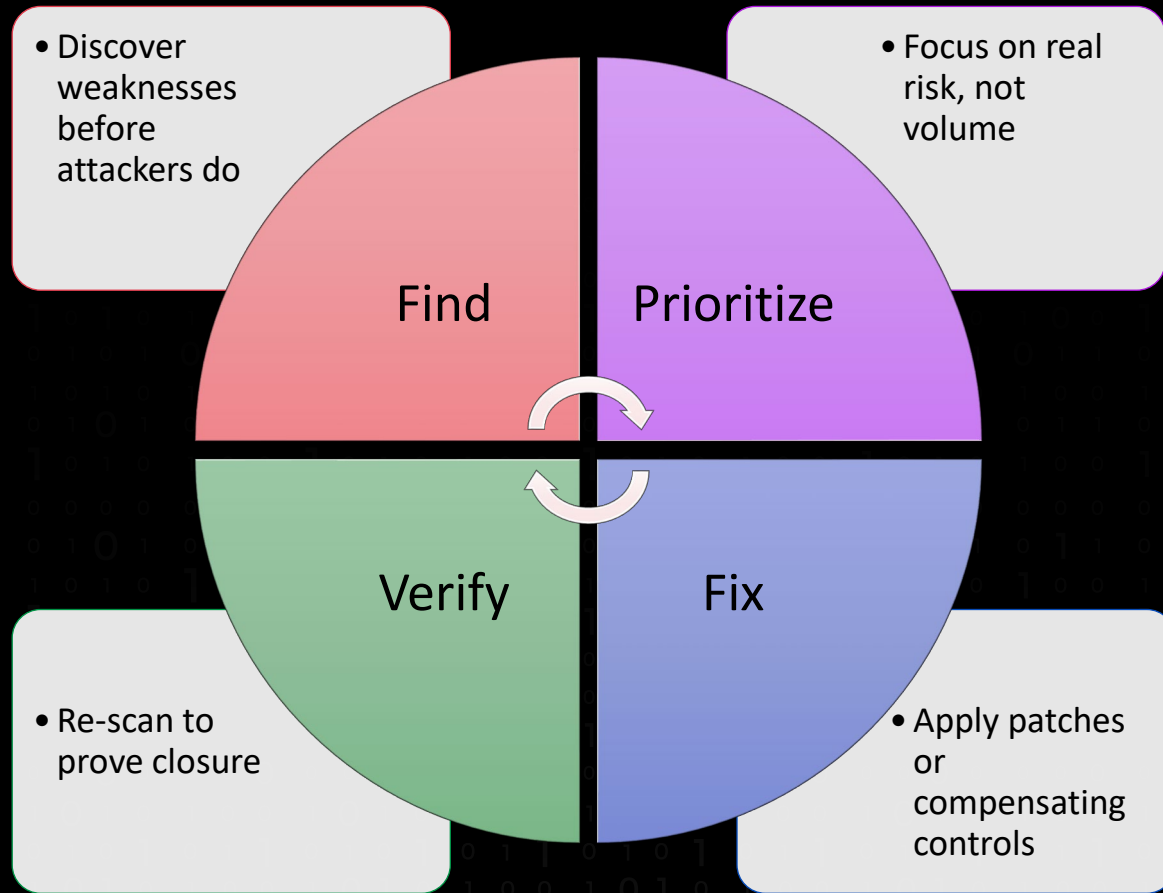 • Discover
weaknesses
before
attackers do
• Focus on real
risk, not
volume
Find
Prioritize
Verify
Fix
• Re-scan to
prove closure
• Apply patches
or
compensating
controls